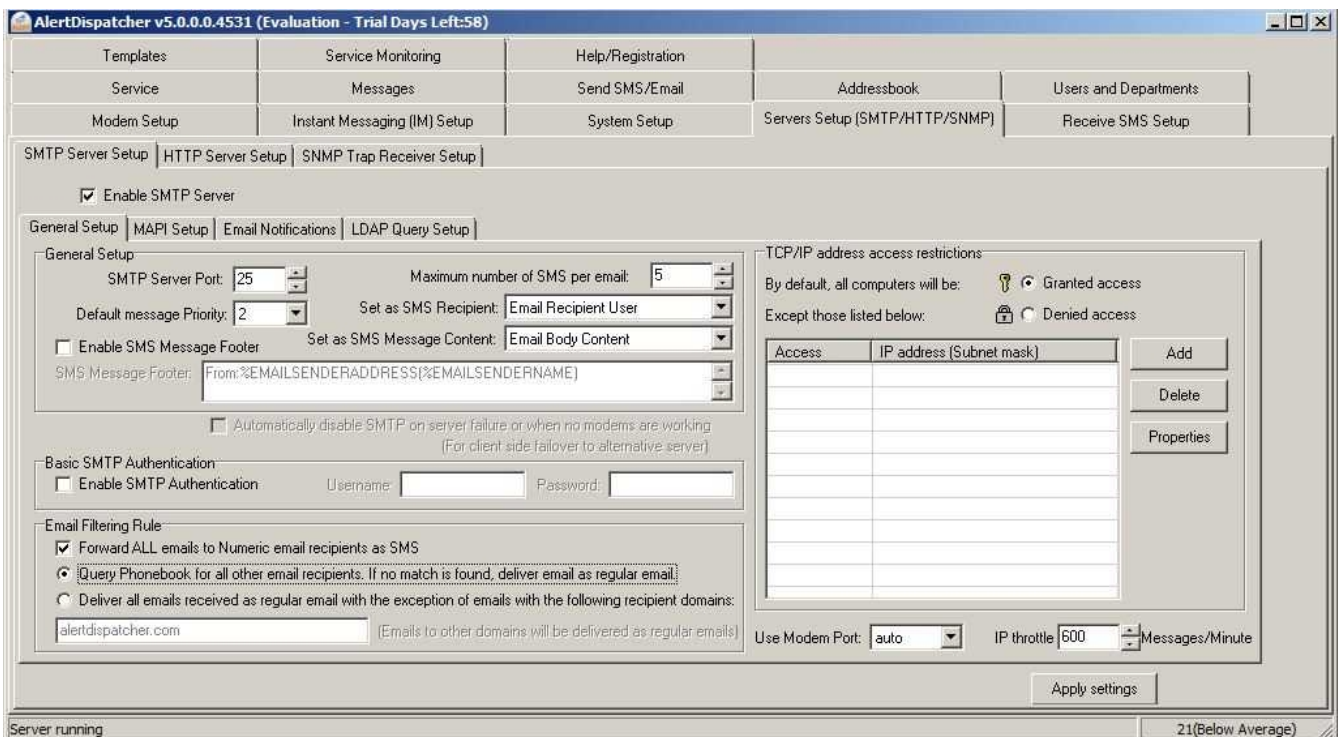 AlertDispatcher v5.0.0.0.4531 (Evaluation - Trial Days Left:58)
Templates Service Monitoring Help/Registration
Service Messages Send SMS/Email Addressbook Users and Departments
Modem Setup Instant Messaging (IM) Setup System Setup Servers Setup (SMTP/HTTP/SNMP) Receive SMS Setup
SMTP Server Setup HTTP Server Setup SNMP Trap Receiver Setup
Enable SMTP Server
General Setup MAPI Setup Email Notifications LDAP Query Setup
General Setup
SMTP Server Port: 25 Maximum number of SMS per email: 5
Default message Priority: 2 Set as SMS Recipient: Email Recipient User
Enable SMS Message Footer Set as SMS Message Content: Email Body Content
SMS Message Footer: From:%EMAILSENDERADDRESS(%EMAILSENDERNAME)
Automatically disable SMTP on server failure or when no modems are working
(For client side failover to alternative server)
Basic SMTP Authentication
Enable SMTP Authentication Username: Password:
Email Filtering Rule
Forward ALL emails to Numeric email recipients as SMS
Query Phonebook for all other email recipients. If no match is found, deliver email as regular email.
Deliver all emails received as regular email with the exception of emails with the following recipient domains:
alertdispatcher.com (Emails to other domains will be delivered as regular emails)
TCP/IP address access restrictions
By default, all computers will be: Granted access
Except those listed below: Denied access
Access IP address (Subnet mask)
Add
Delete
Properties
Use Modem Port: auto IP throttle 600 Messages/Minute
Apply settings
Server running 21(Below Average)